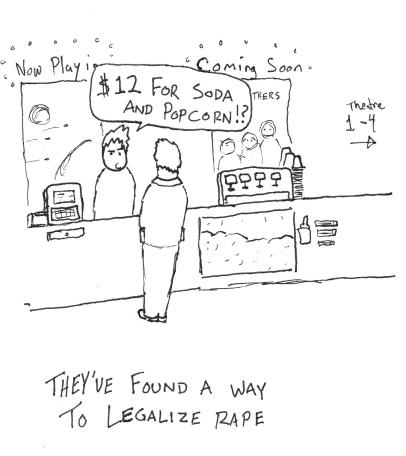 Now Playin
Coming Soon
$12 FOR SODA
AND POPCORN!?
THERS
Theatre
1-4
THEY'VE FOUND A WAY
TO LEGALIZE RAPE